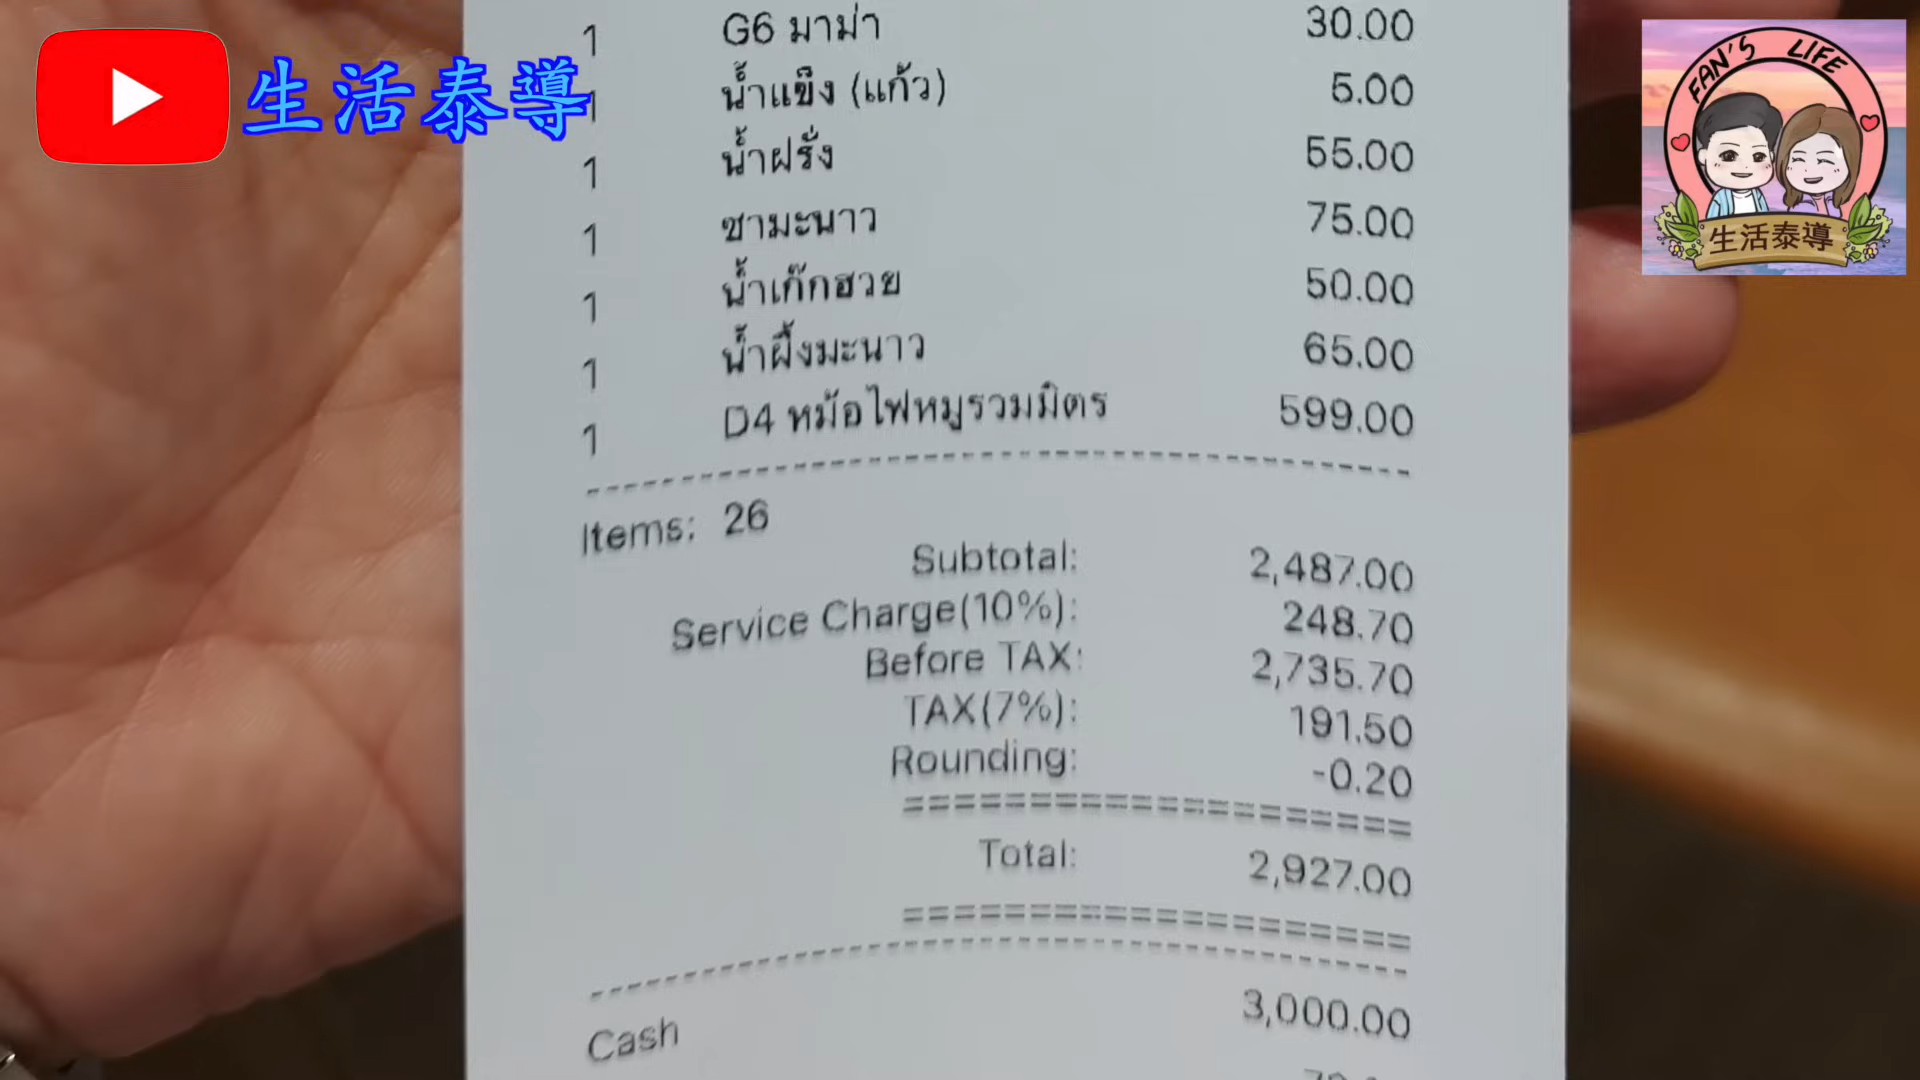 生活泰導
FAN'S LIFE
生活泰導
1 G6 มาม่า 30.00
1 น้ำแข็ง (แก้ว) 5.00
1 น้ำฝรั่ง 55.00
1 ชามะนาว 75.00
1 น้ำเก๊กฮวย 50.00
1 น้ำผึ้งมะนาว 65.00
1 D4 หม้อไฟหมูรวมมิตร 599.00
Items: 26
Subtotal: 2,487.00
Service Charge(10%): 248.70
Before TAX: 2,735.70
TAX(7%): 191.50
Rounding: -0.20
Total: 2,927.00
Cash 3,000.00